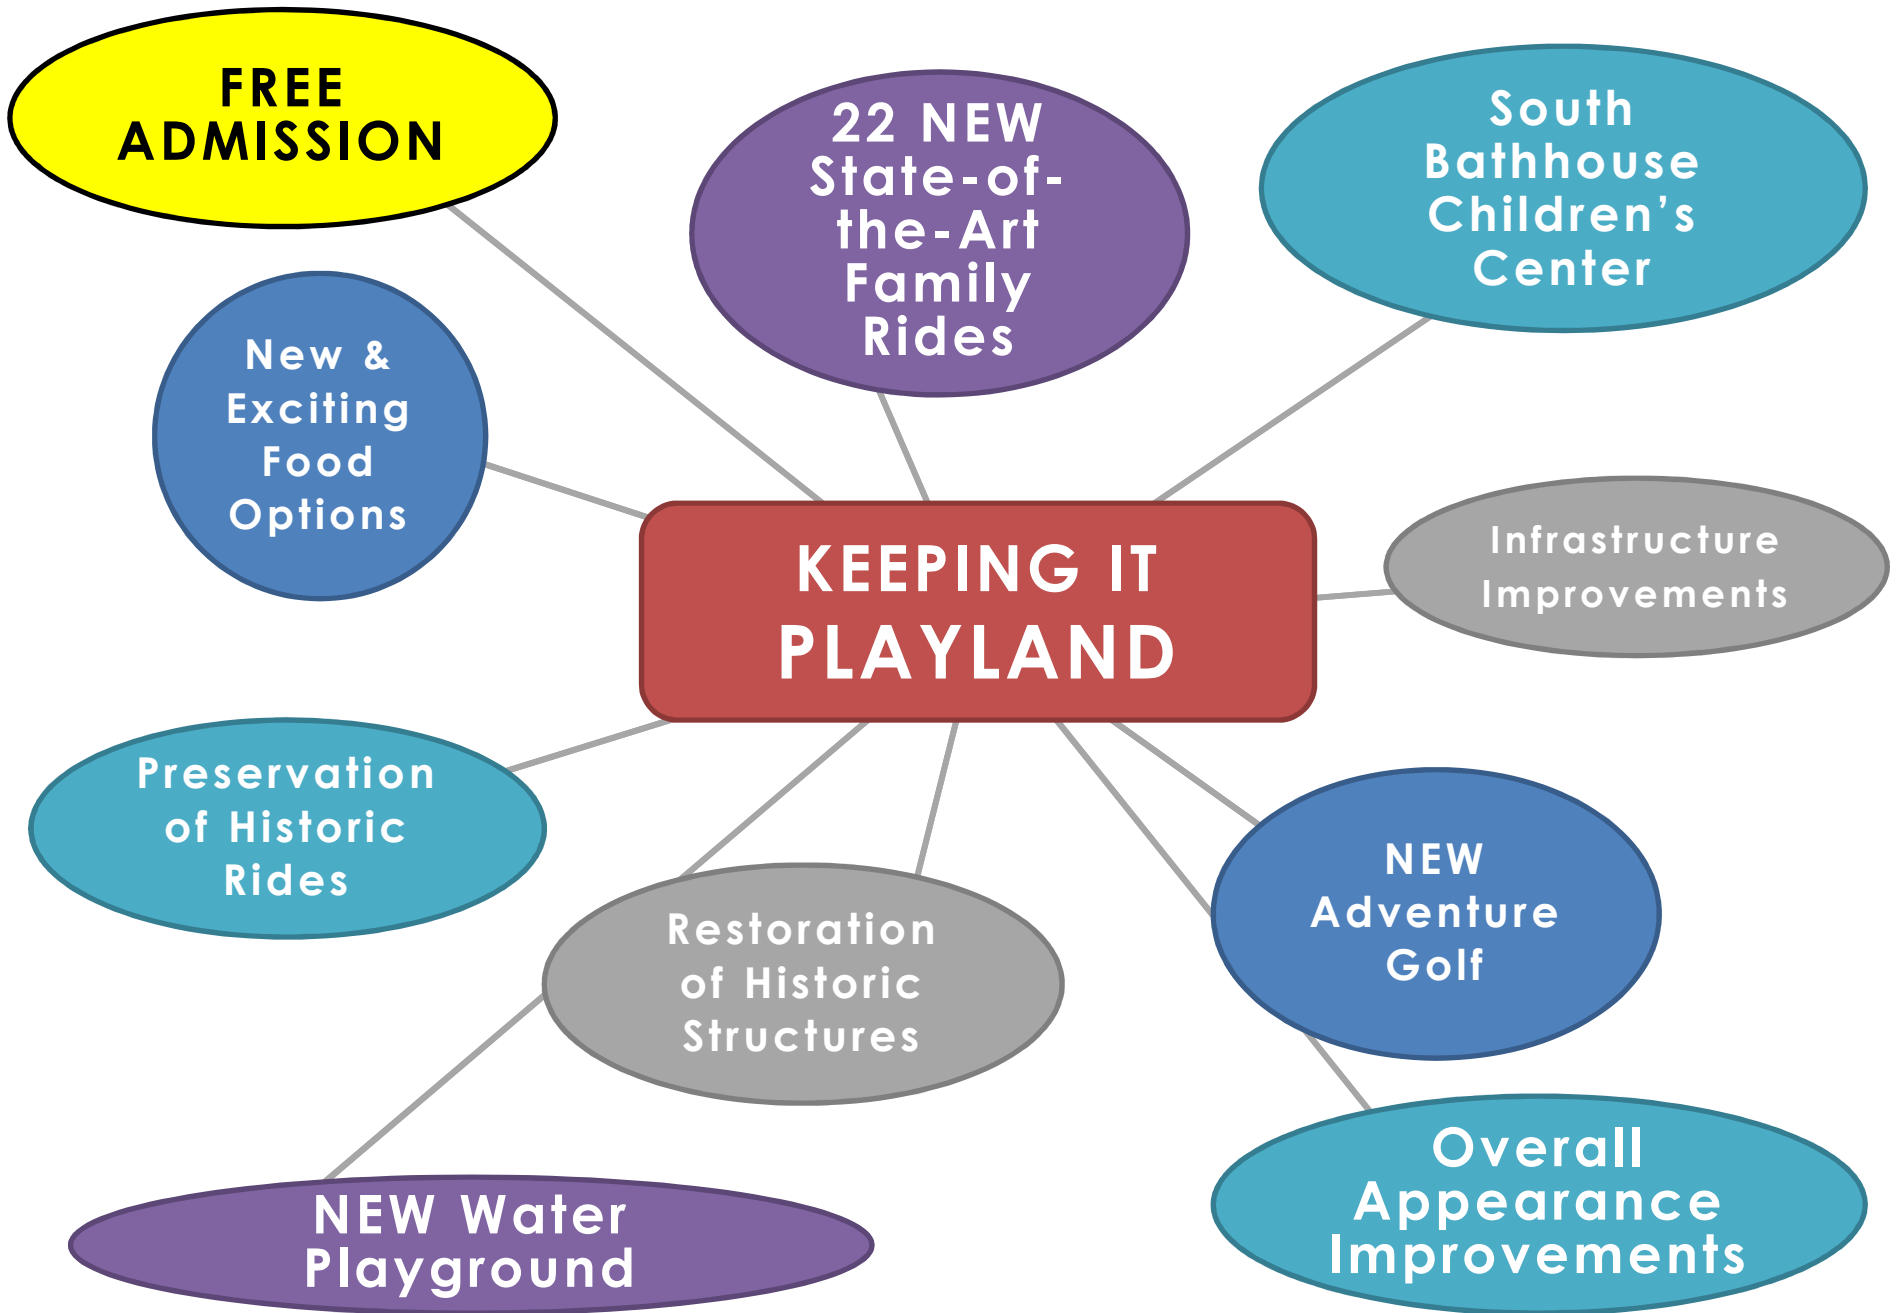 FREE
ADMISSION
22 NEW
State-of-
the-Art
Family
Rides
South
Bathhouse
Children’s
Center
New &
Exciting
Food
Options
KEEPING IT
PLAYLAND
Infrastructure
Improvements
Preservation
of Historic
Rides
Restoration
of Historic
Structures
NEW
Adventure
Golf
NEW Water
Playground
Overall
Appearance
Improvements